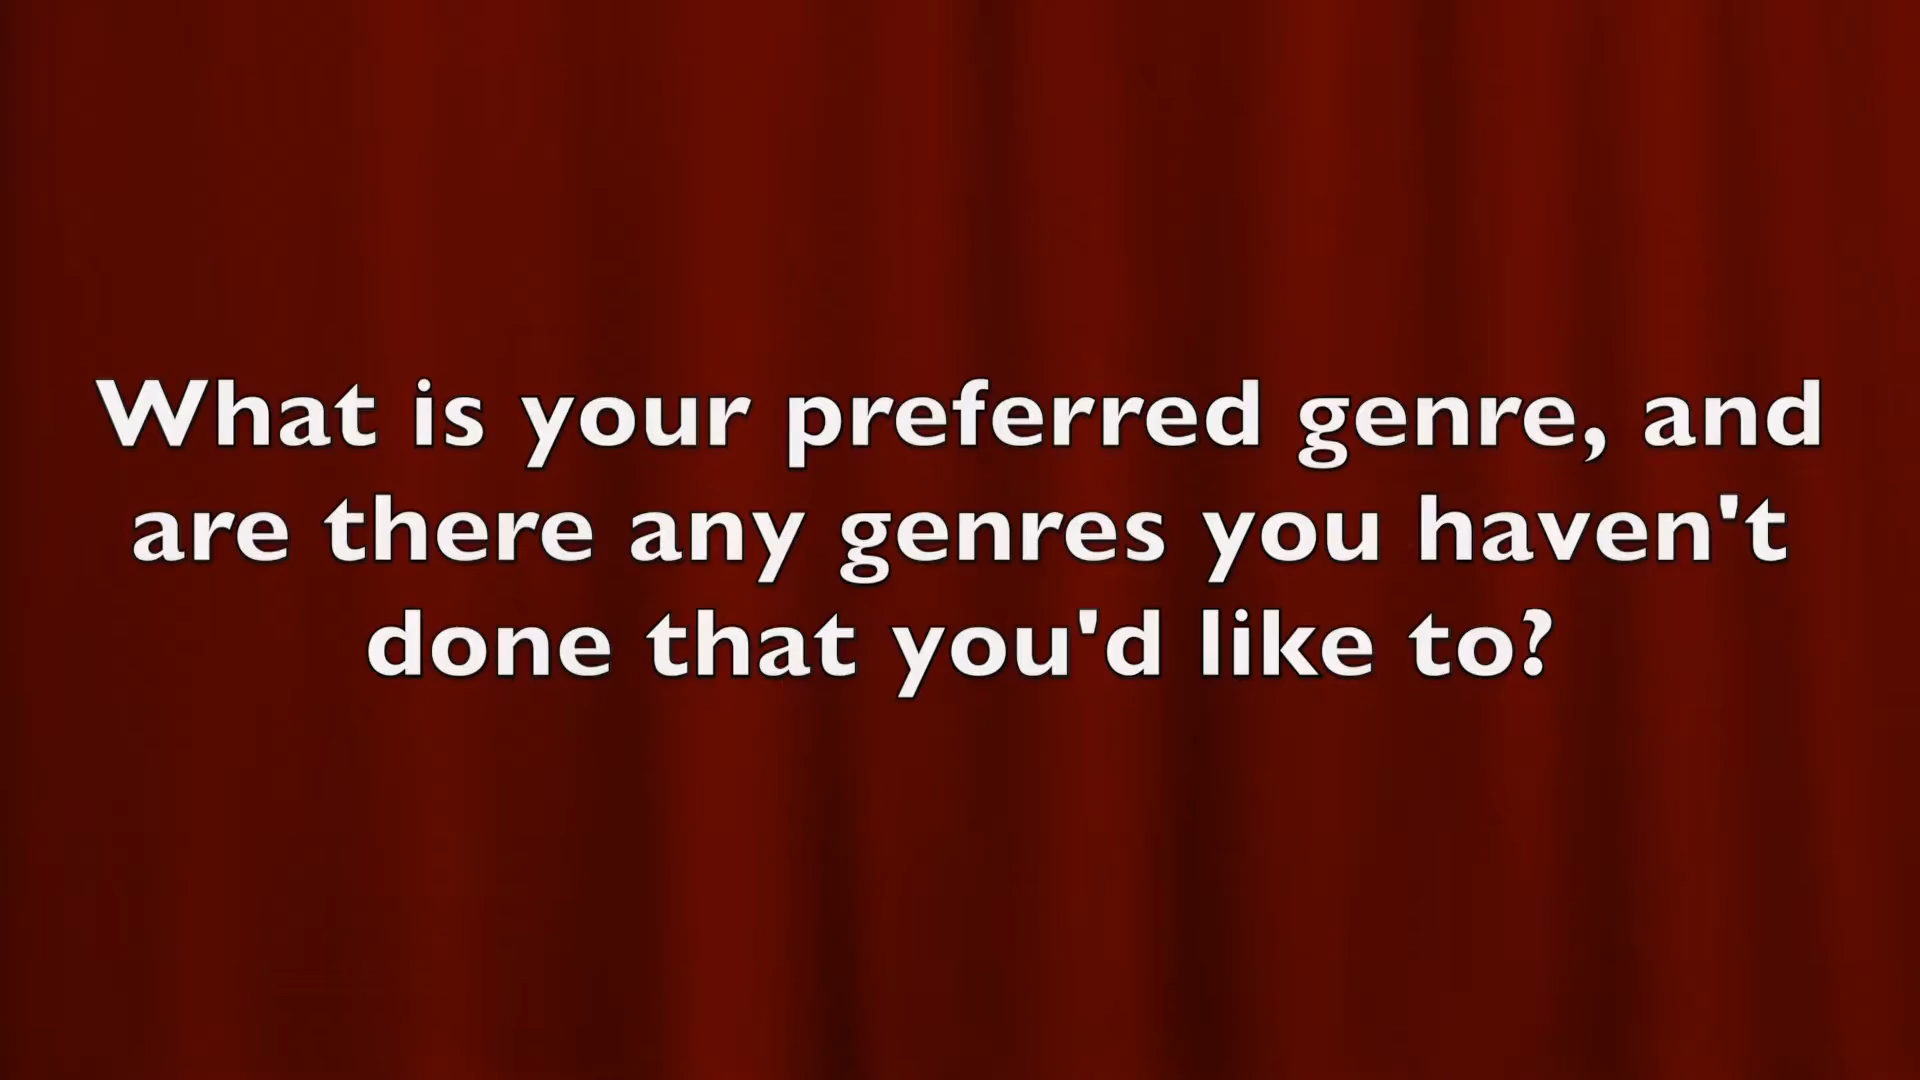 What is your preferred genre, and
are there any genres you haven't
done that you'd like to?